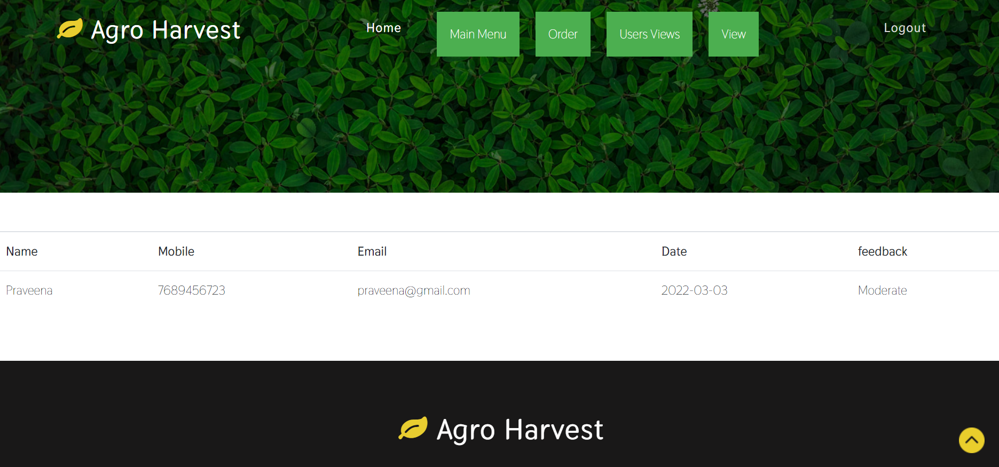 Agro Harvest Home Main Menu Order Users Views View Logout
Name Mobile Email Date feedback
Praveena 7689456723 praveena@gmail.com 2022-03-03 Moderate
Agro Harvest